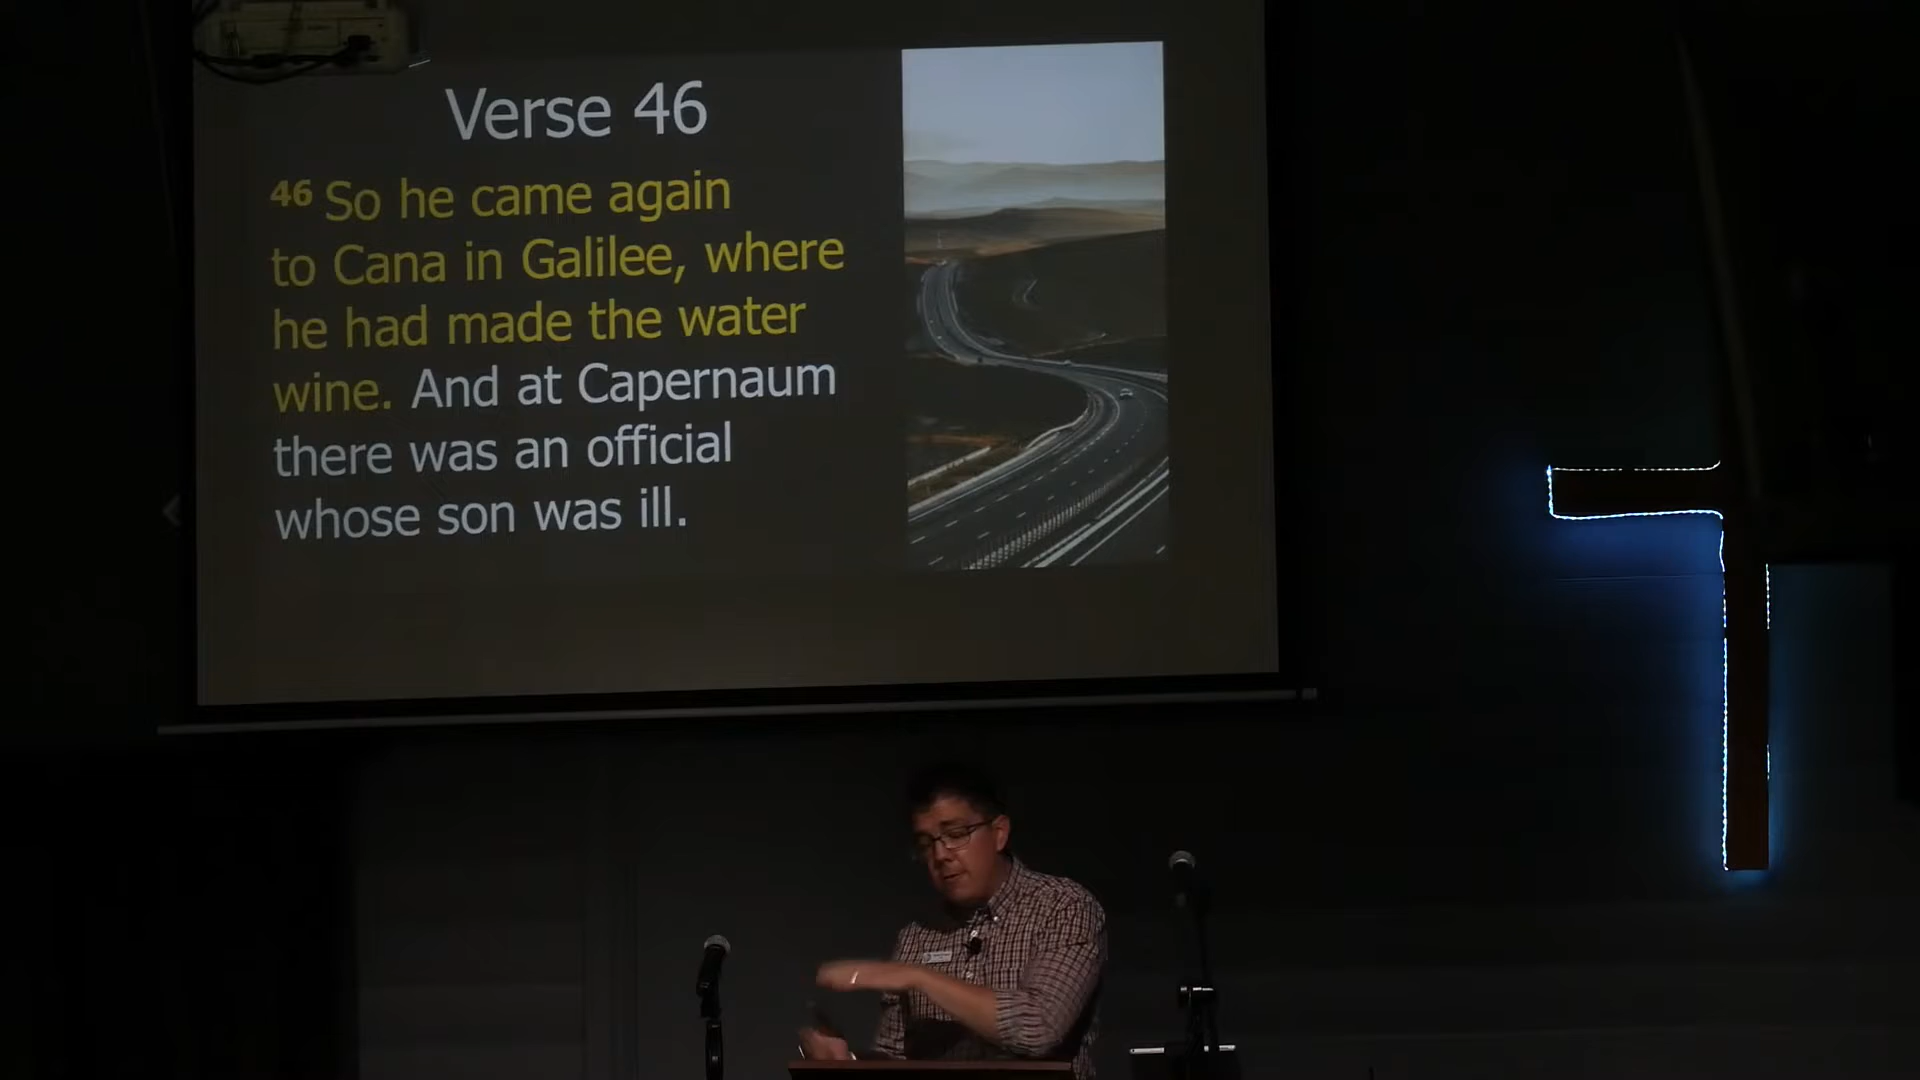 Verse 46
46 So he came again
to Cana in Galilee, where
he had made the water
wine. And at Capernaum
there was an official
whose son was ill.